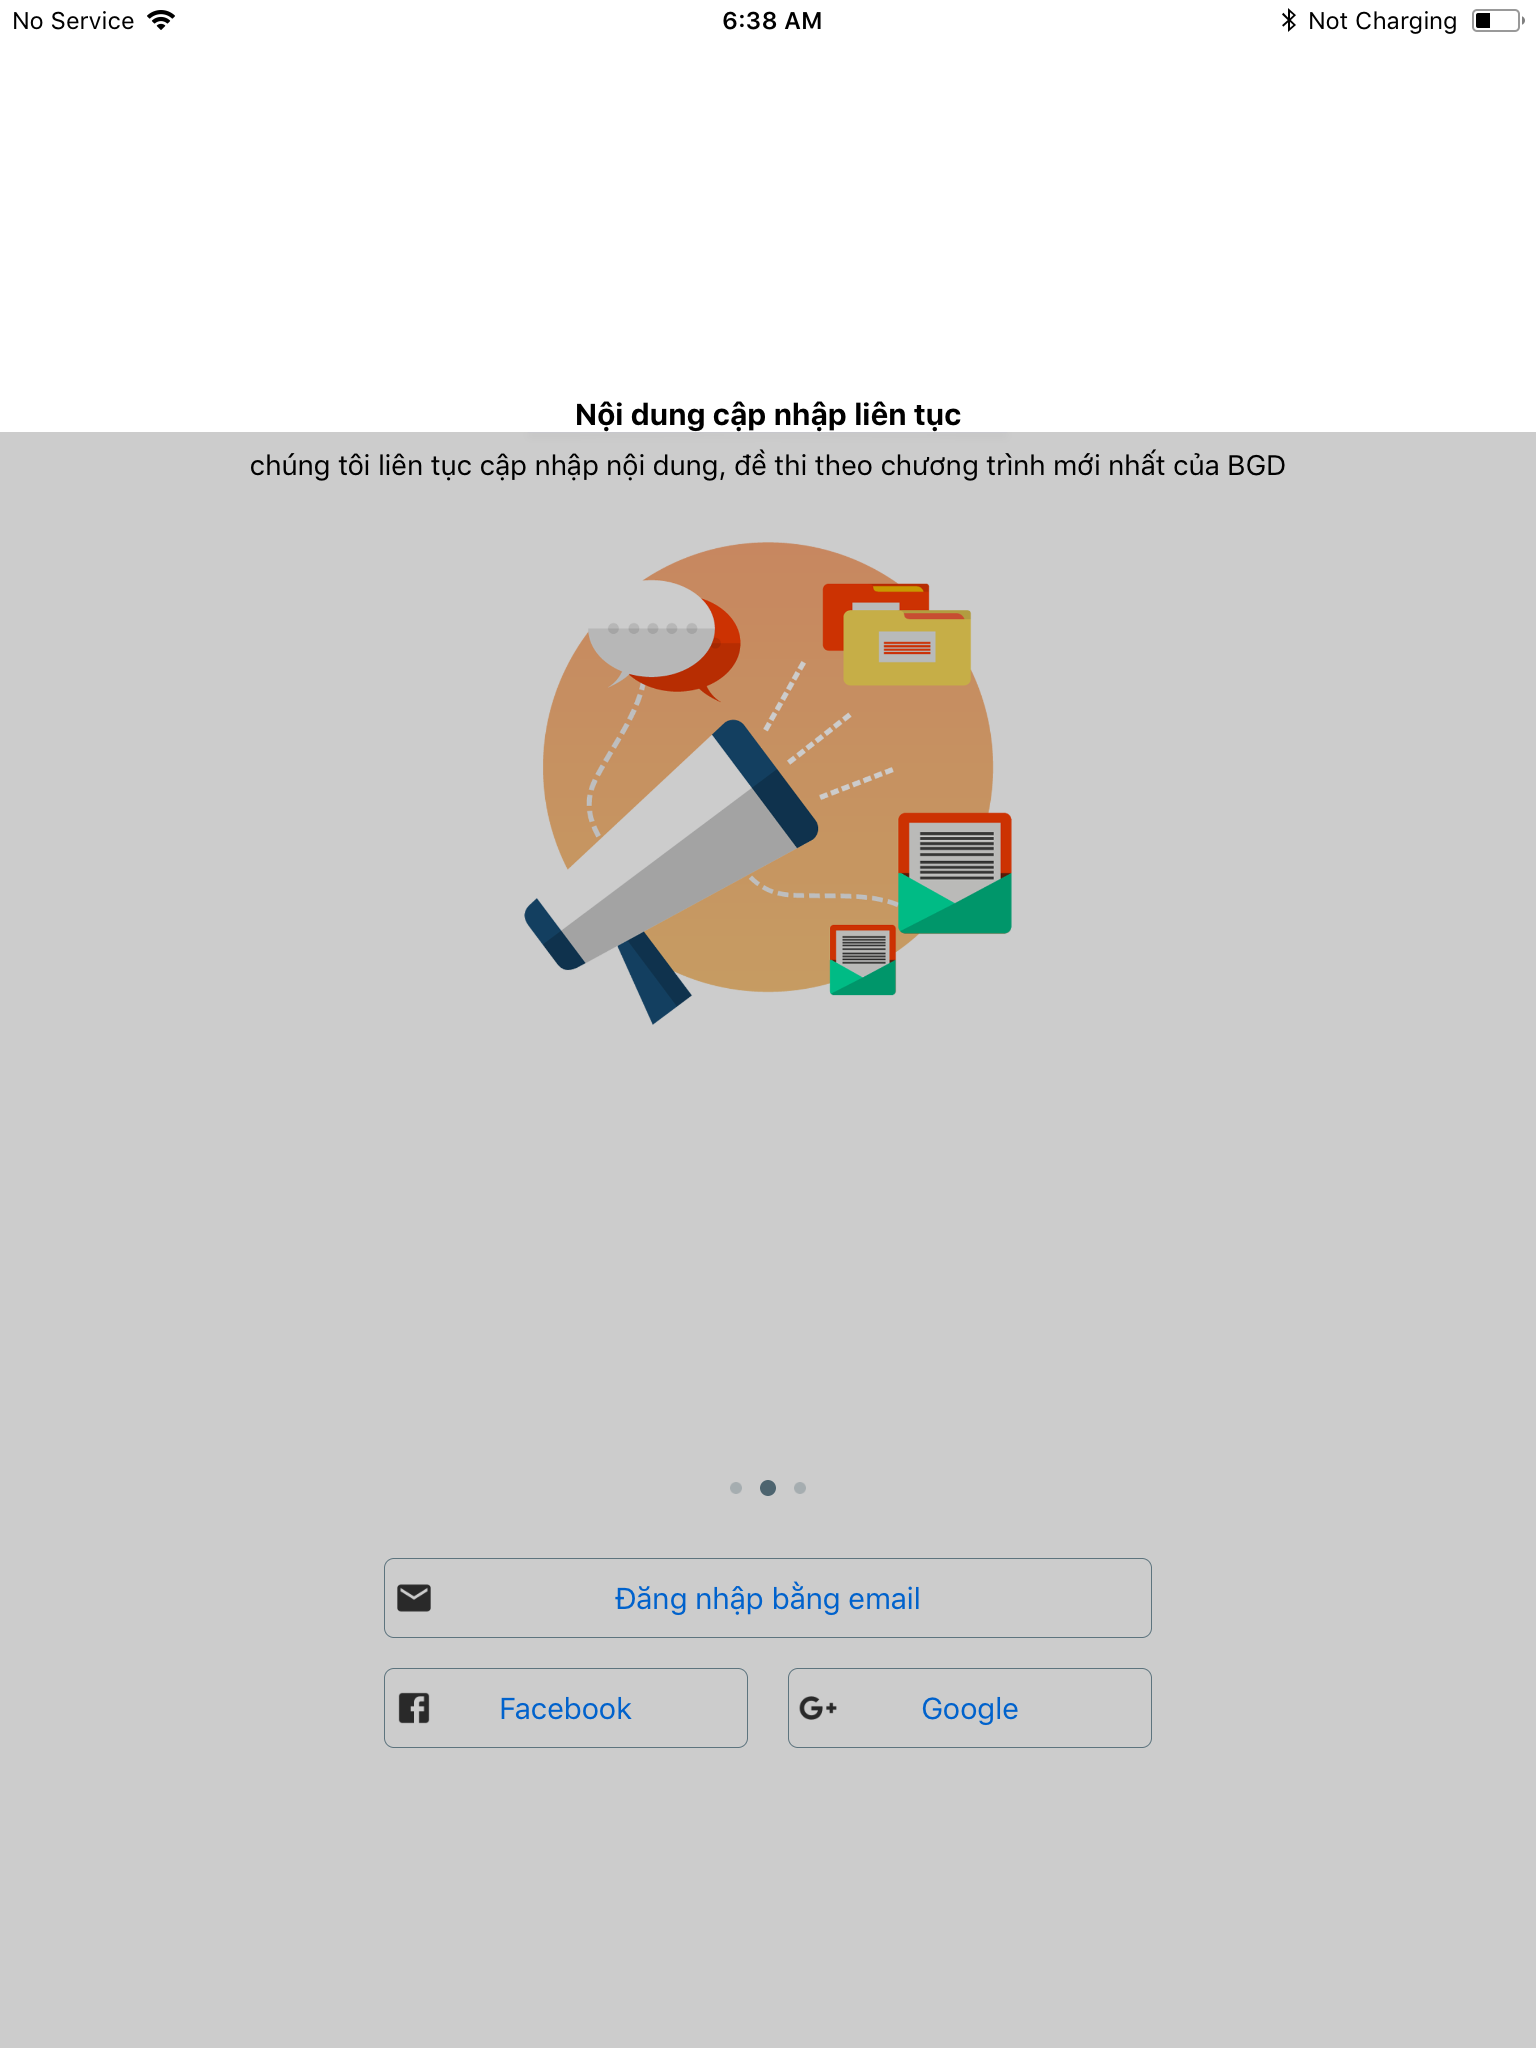 No Service
6:38 AM
Not Charging
Nội dung cập nhập liên tục
chúng tôi liên tục cập nhập nội dung, đề thi theo chương trình mới nhất của BGD
Đăng nhập bằng email
Facebook
G+ Google